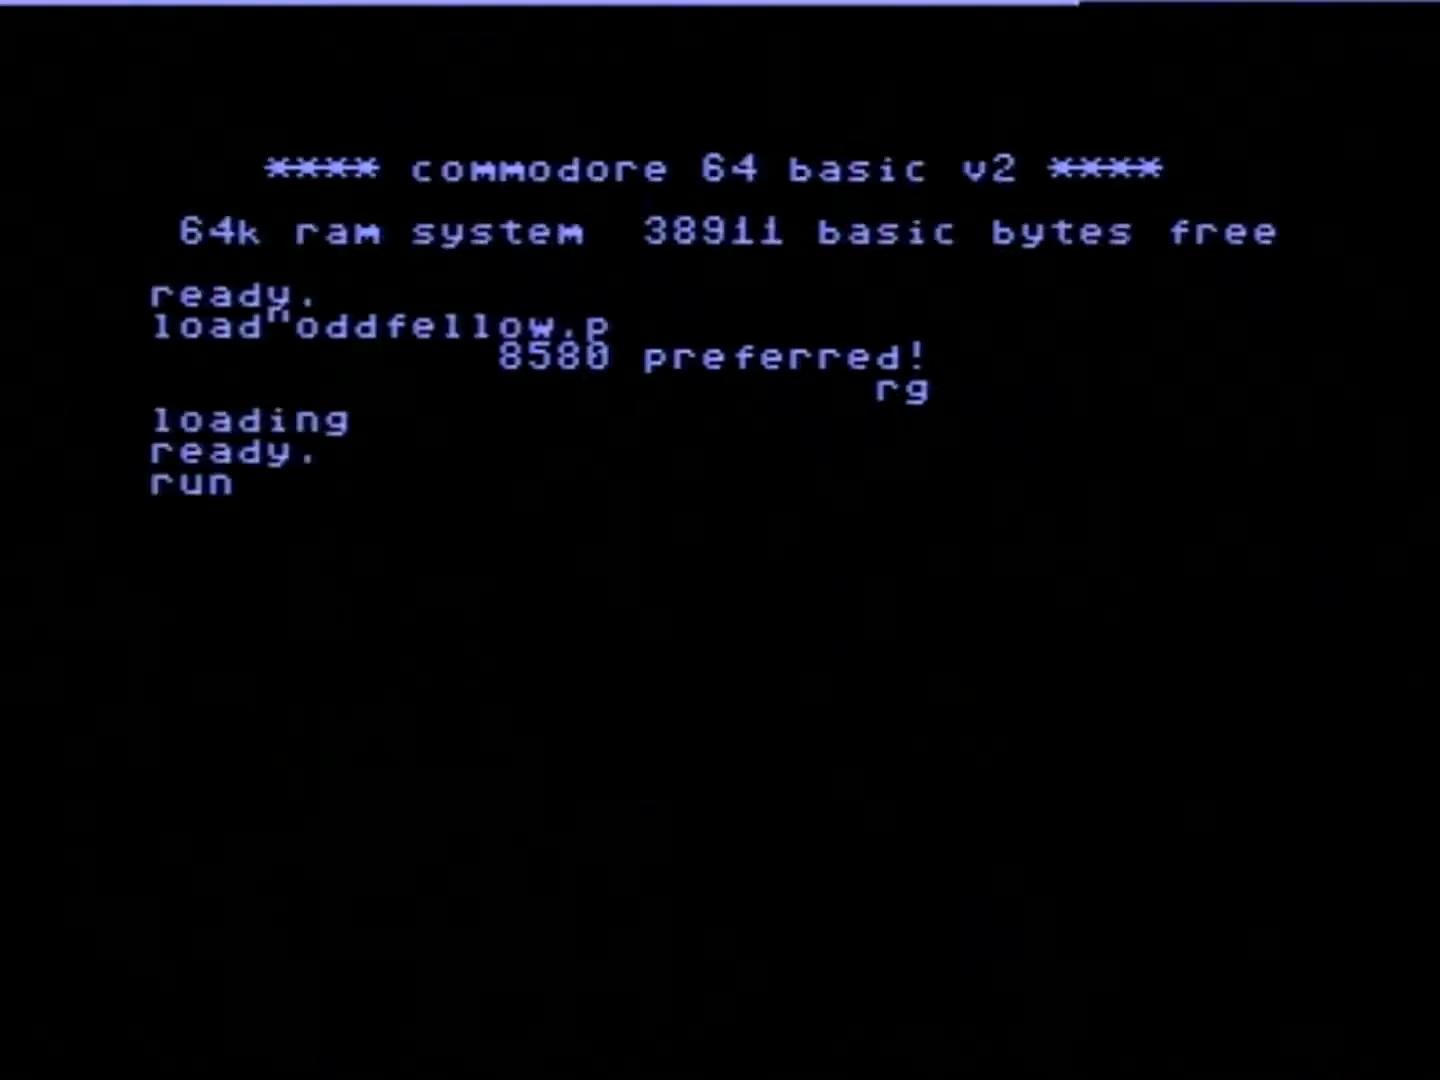 **** commodore 64 basic v2 ****
64k ram system  38911 basic bytes free
ready.
load"oddfellow.p
8580 preferred!
rg
loading
ready.
run